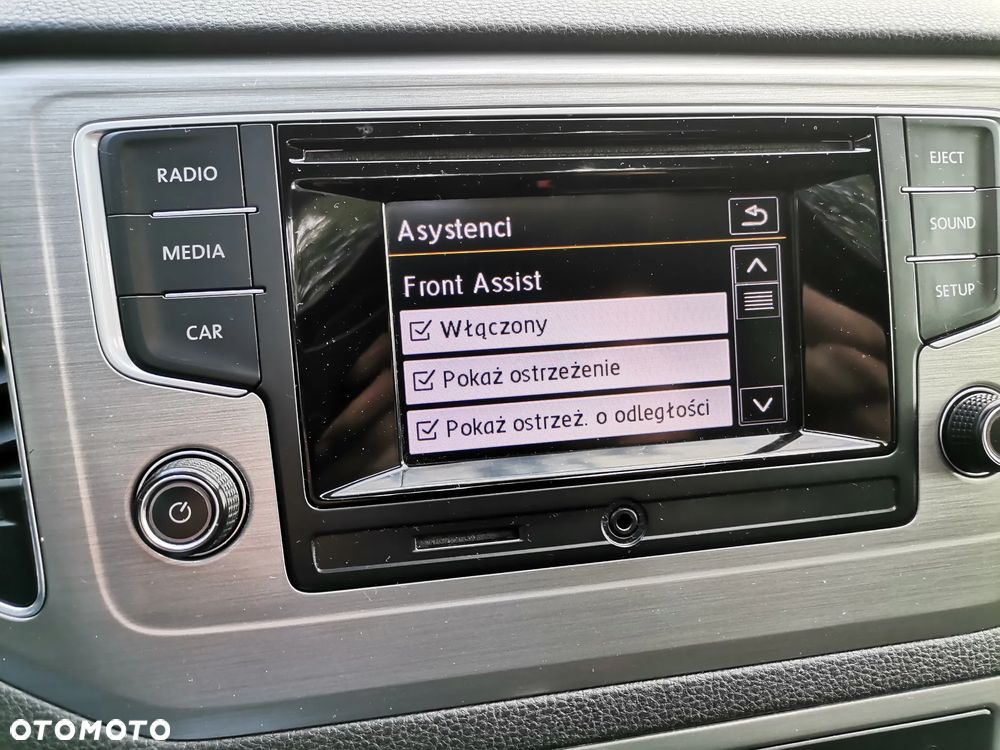 RADIO
MEDIA
CAR
Asystenci
Front Assist
Włączony
Pokaż ostrzeżenie
Pokaż ostrzeż. o odległości
EJECT
SOUND
SETUP
OTOMOTO